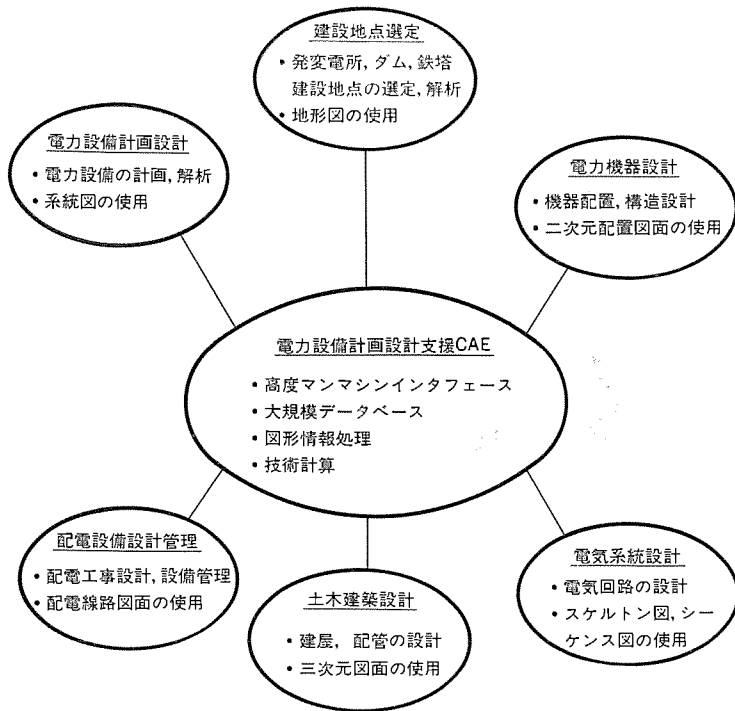 建設地点選定
• 発変電所, ダム, 鉄塔
建設地点の選定, 解析
• 地形図の使用
電力設備計画設計
• 電力設備の計画, 解析
• 系統図の使用
電力機器設計
• 機器配置, 構造設計
• 二次元配置図面の使用
電力設備計画設計支援CAE
• 高度マンマシンインタフェース
• 大規模データベース
• 図形情報処理
• 技術計算
配電設備設計管理
• 配電工事設計, 設備管理
• 配電線路図面の使用
土木建築設計
• 建屋, 配管の設計
• 三次元図面の使用
電気系統設計
• 電気回路の設計
• スケルトン図, シー
ケンス図の使用